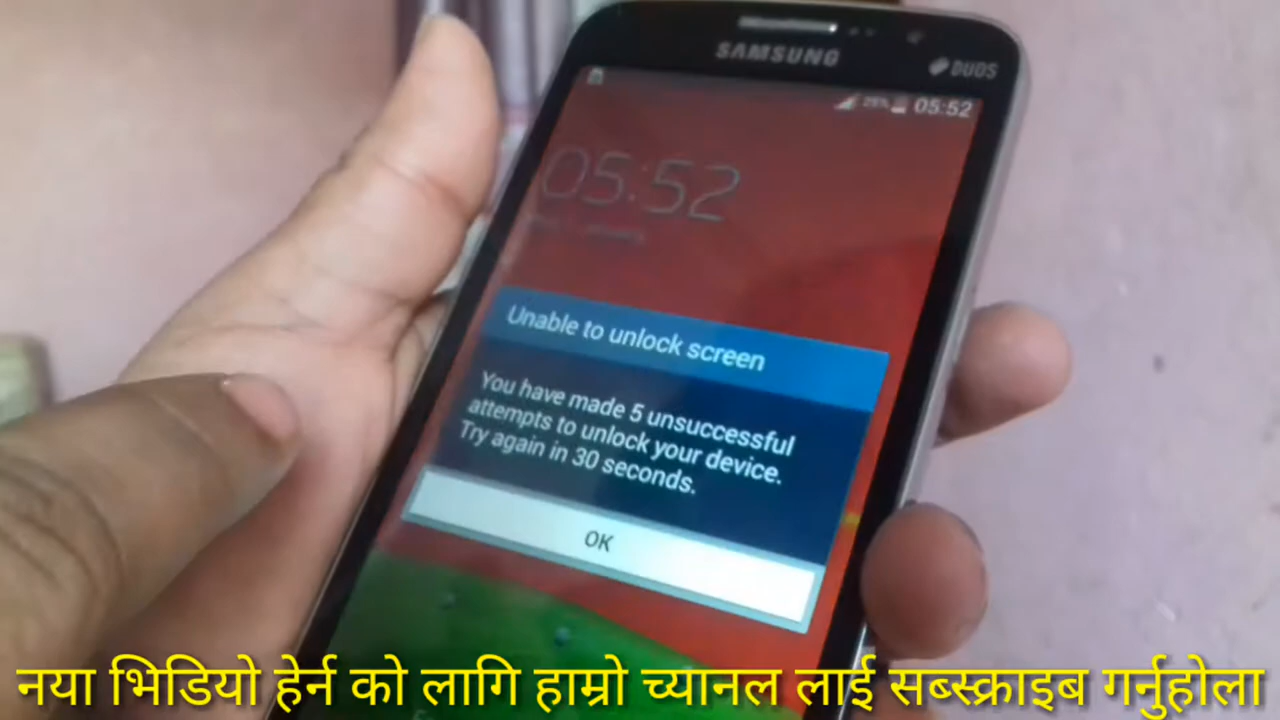 SAMSUNG
DUOS
25% 05:52
05:52
Unable to unlock screen
You have made 5 unsuccessful
attempts to unlock your device.
Try again in 30 seconds.
OK
नया भिडियो हेर्न को लागि हाम्रो च्यानल लाई सब्स्क्राइब गर्नुहोला